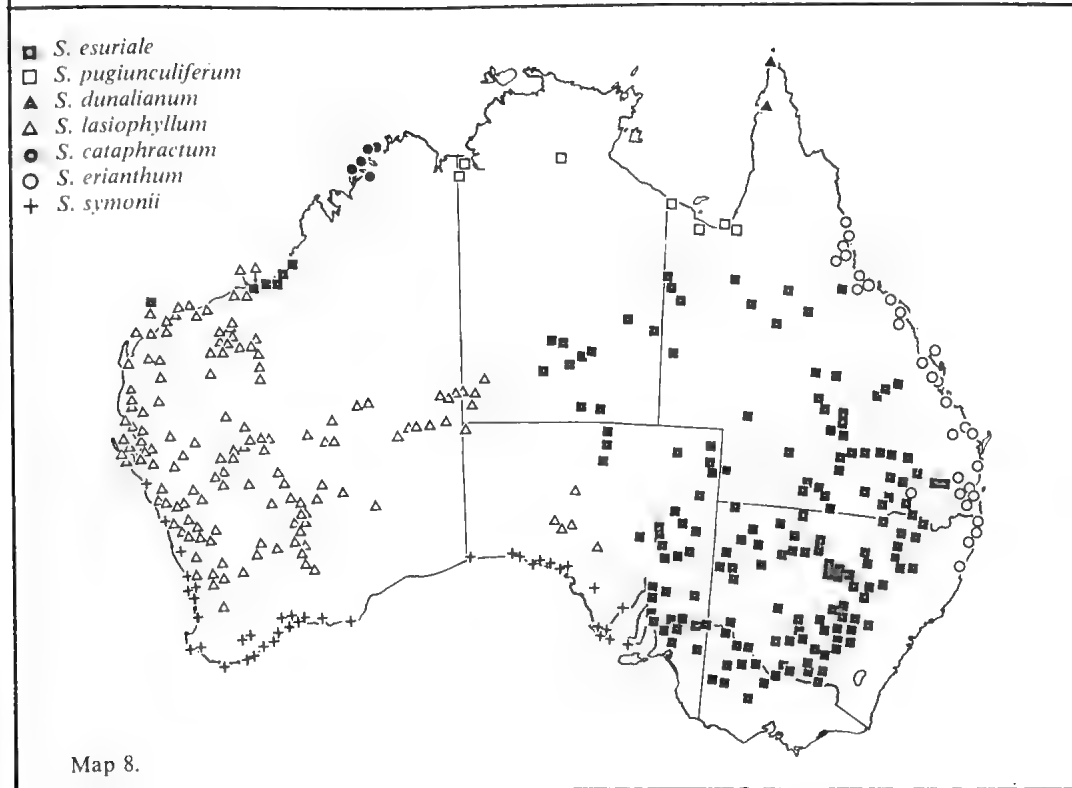 S. esuriale
S. pugiunculiferum
S. dunalianum
S. lasiophyllum
S. cataphractum
S. erianthum
S. symonii
Map 8.